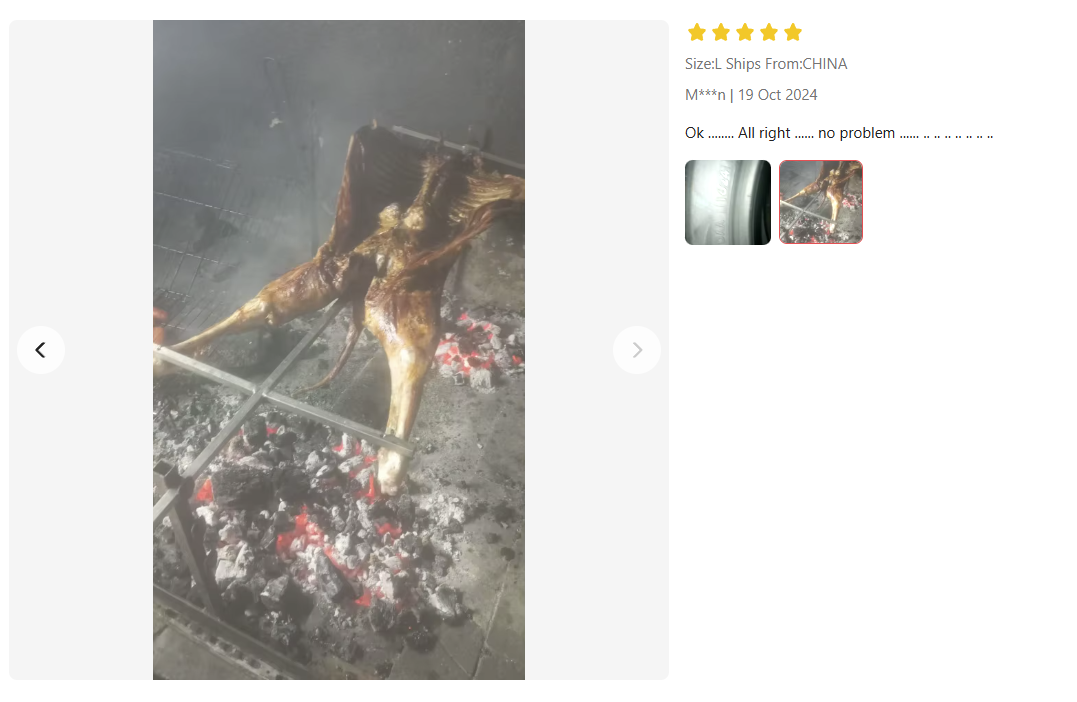 Size:L Ships From:CHINA
M***n | 19 Oct 2024
Ok ........ All right ...... no problem ...... .. .. .. .. .. .. ..